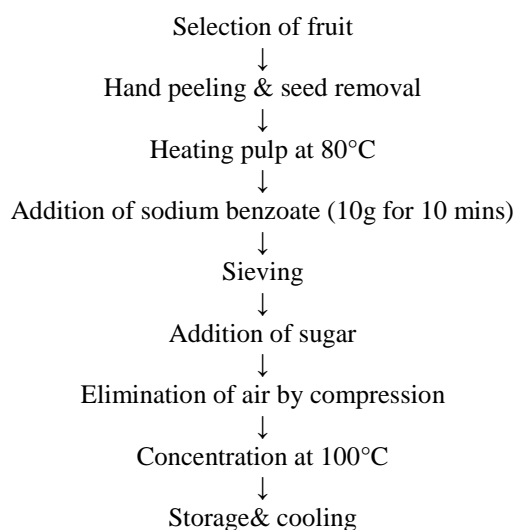 Selection of fruit
↓
Hand peeling & seed removal
↓
Heating pulp at 80°C
↓
Addition of sodium benzoate (10g for 10 mins)
↓
Sieving
↓
Addition of sugar
↓
Elimination of air by compression
↓
Concentration at 100°C
↓
Storage& cooling